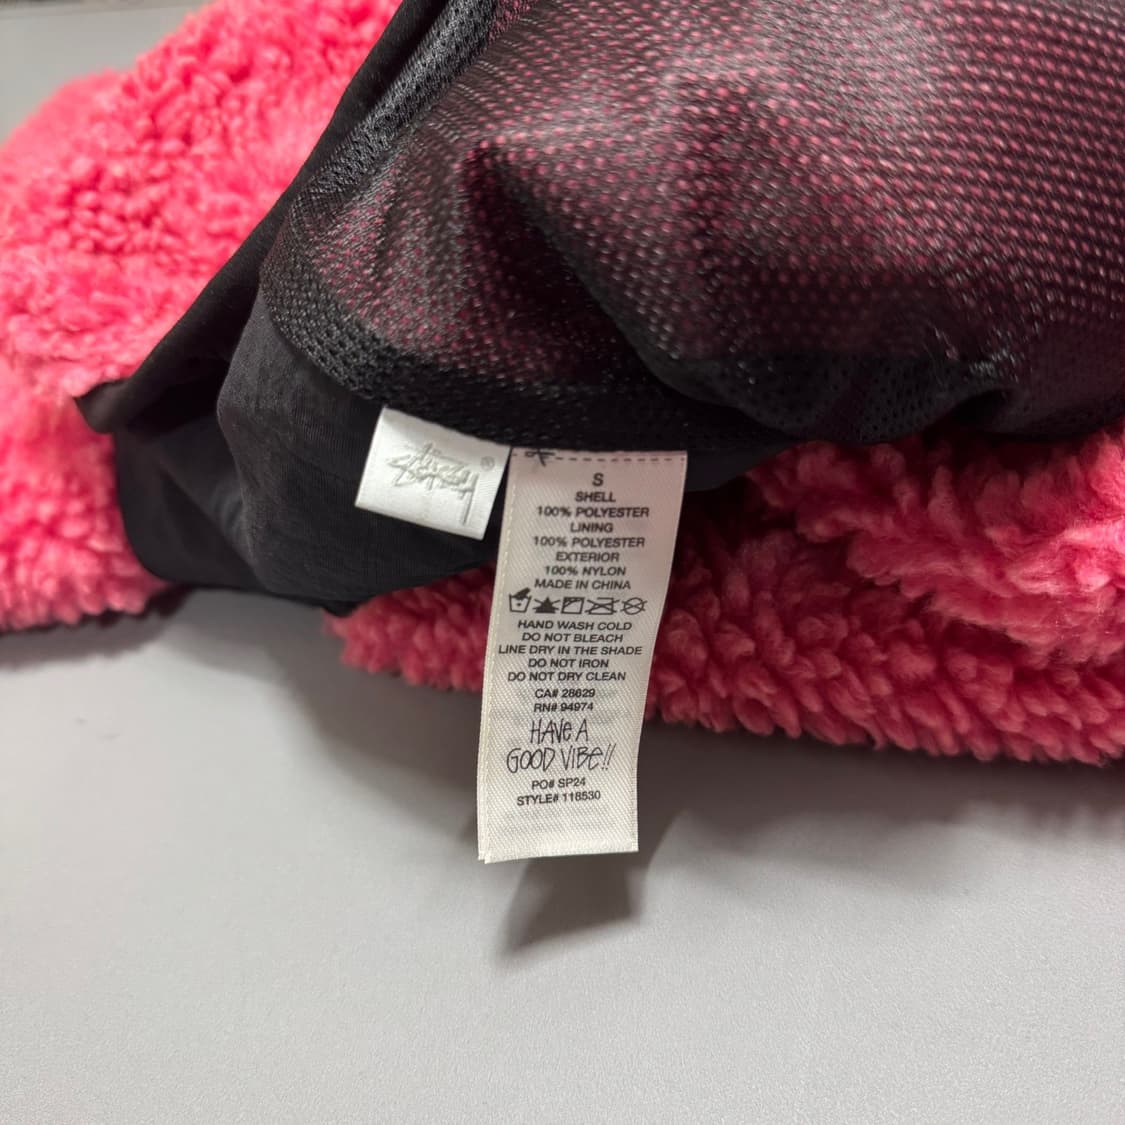 Stüssy ®
S
SHELL
100% POLYESTER
LINING
100% POLYESTER
EXTERIOR
100% NYLON
MADE IN CHINA
HAND WASH COLD
DO NOT BLEACH
LINE DRY IN THE SHADE
DO NOT IRON
DO NOT DRY CLEAN
CA# 28629
RN# 94974
HAVE A
GOOD VIBE!!
PO# SP24
STYLE# 118530